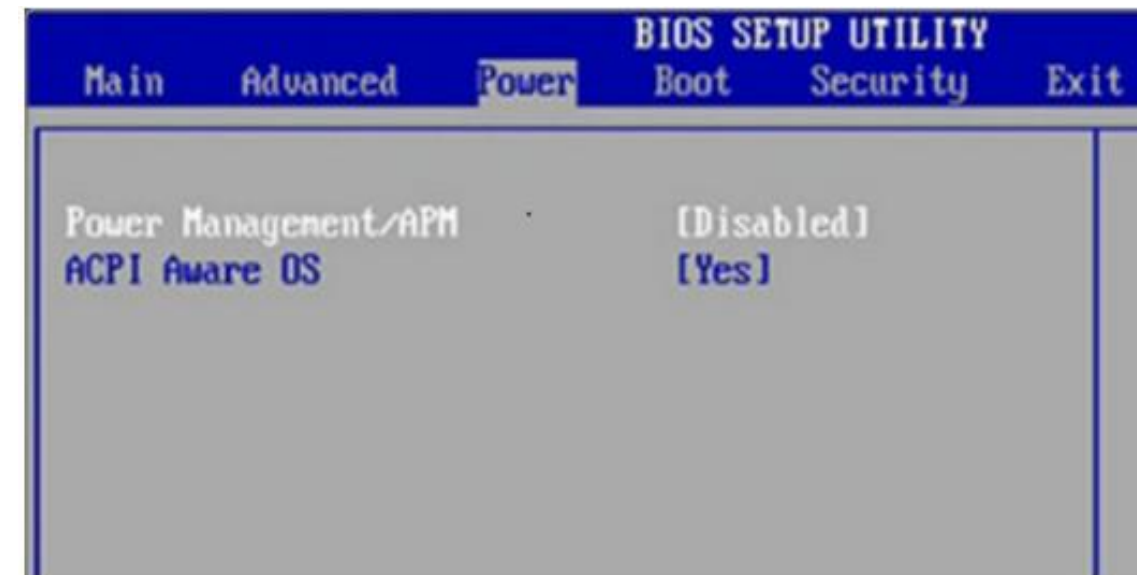 BIOS SETUP UTILITY
Main Advanced Power Boot Security Exit
Power Management/APM [Disabled]
ACPI Aware OS [Yes]